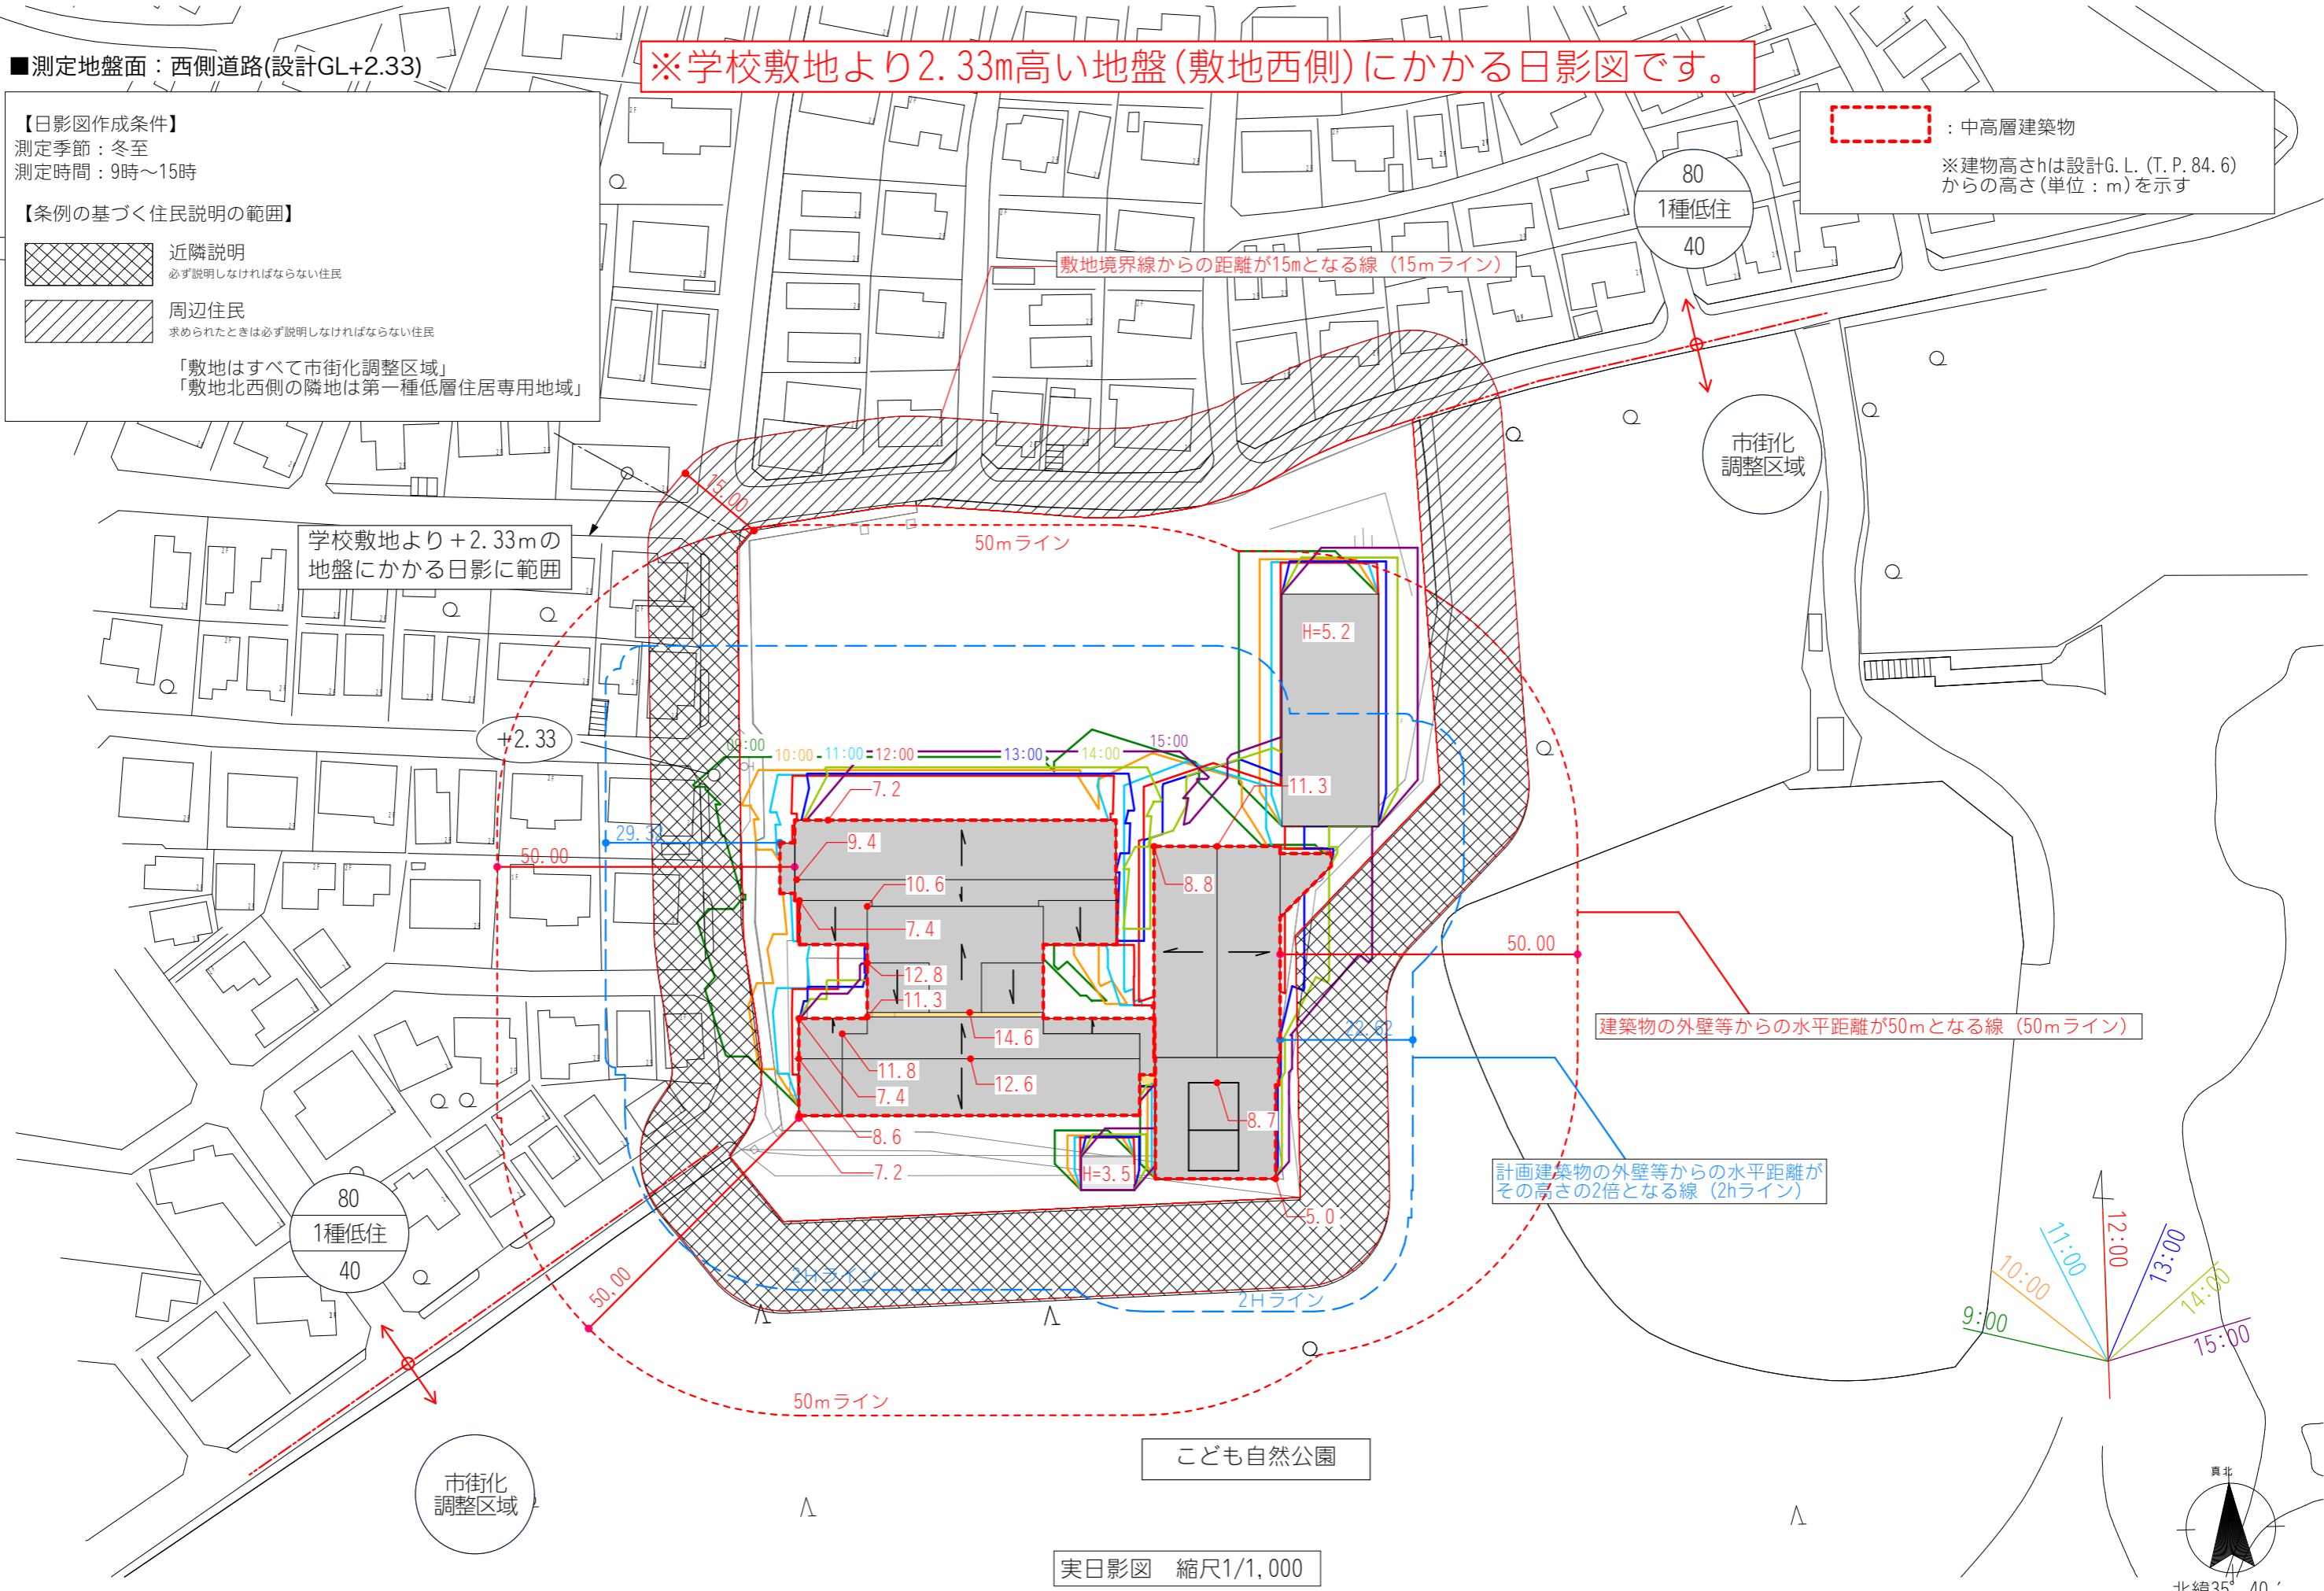 ■測定地盤面：西側道路(設計GL+2.33)
※学校敷地より2.33m高い地盤(敷地西側)にかかる日影図です。
【日影図作成条件】
測定季節：冬至
測定時間：9時～15時
【条例の基づく住民説明の範囲】
近隣説明
必ず説明しなければならない住民
周辺住民
求められたときは必ず説明しなければならない住民
「敷地はすべて市街化調整区域」
「敷地北西側の隣地は第一種低層住居専用地域」
：中高層建築物
※建物高さhは設計G.L.(T.P.84.6)
からの高さ(単位：m)を示す
80
1種低住
40
敷地境界線からの距離が15mとなる線（15mライン）
市街化
調整区域
15.00
学校敷地より＋2.33mの
地盤にかかる日影に範囲
50mライン
H=5.2
+2.33
09:00
10:00
11:00
12:00
13:00
14:00
15:00
7.2
11.3
29.32
50.00
9.4
10.6
8.8
7.4
50.00
12.8
11.3
14.6
22.62
建築物の外壁等からの水平距離が50mとなる線（50mライン）
11.8
12.6
7.4
8.7
8.6
7.2
H=3.5
計画建築物の外壁等からの水平距離が
その高さの2倍となる線（2hライン）
5.0
80
1種低住
40
50.00
2Hライン
2Hライン
50mライン
9:00
10:00
11:00
12:00
13:00
14:00
15:00
こども自然公園
市街化
調整区域
真北
実日影図　縮尺1/1,000
北緯35° 40′